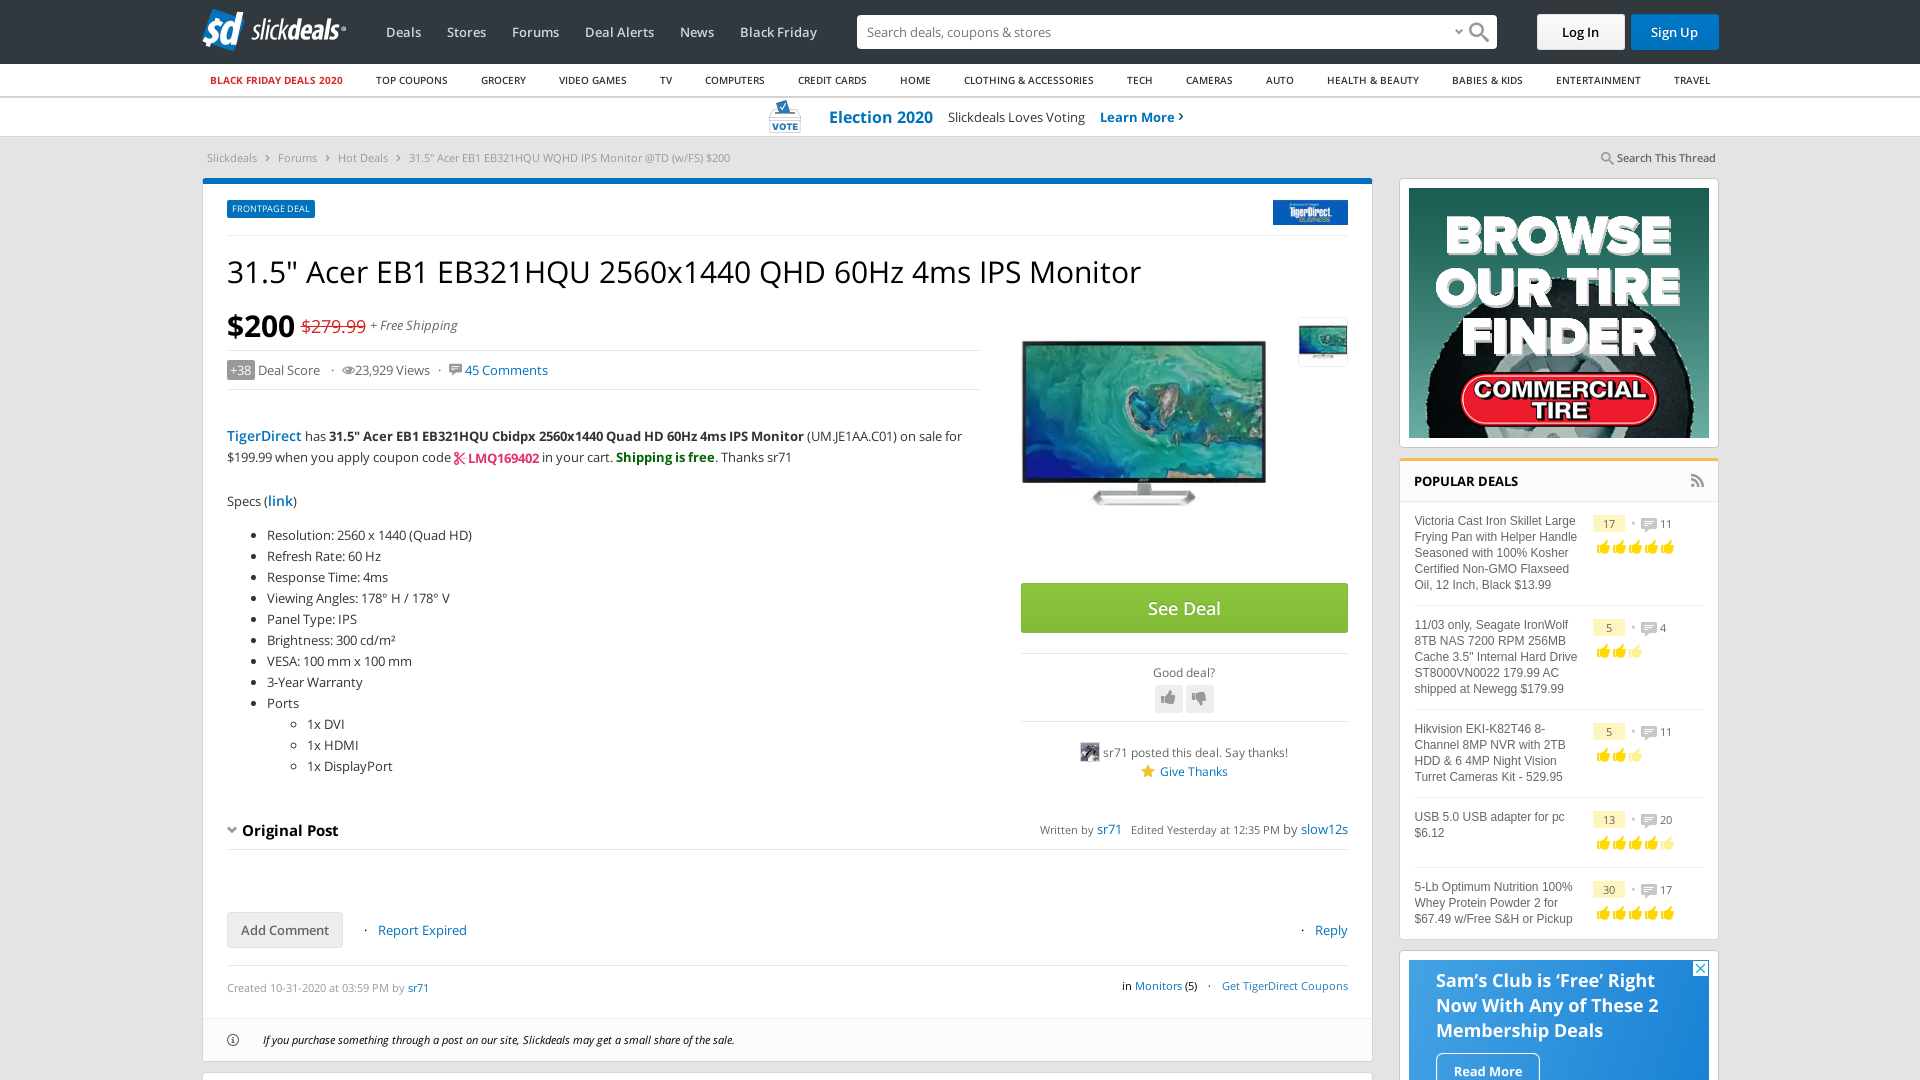 slickdeals
Deals
Stores
Forums
Deal Alerts
News
Black Friday
Search deals, coupons & stores
Log In
Sign Up
BLACK FRIDAY DEALS 2020
TOP COUPONS
GROCERY
VIDEO GAMES
TV
COMPUTERS
CREDIT CARDS
HOME
CLOTHING & ACCESSORIES
TECH
CAMERAS
AUTO
HEALTH & BEAUTY
BABIES & KIDS
ENTERTAINMENT
TRAVEL
VOTE
Election 2020 Slickdeals Loves Voting Learn More ›
Slickdeals › Forums › Hot Deals › 31.5" Acer EB1 EB321HQU WQHD IPS Monitor @TD (w/FS) $200
Search This Thread
FRONTPAGE DEAL
TigerDirect
BUSINESS
31.5" Acer EB1 EB321HQU 2560x1440 QHD 60Hz 4ms IPS Monitor
$200 $279.99 + Free Shipping
+38 Deal Score · 23,929 Views · 45 Comments
TigerDirect has 31.5" Acer EB1 EB321HQU Cbidpx 2560x1440 Quad HD 60Hz 4ms IPS Monitor (UM.JE1AA.C01) on sale for
$199.99 when you apply coupon code LMQ169402 in your cart. Shipping is free. Thanks sr71
Specs (link)
• Resolution: 2560 x 1440 (Quad HD)
• Refresh Rate: 60 Hz
• Response Time: 4ms
• Viewing Angles: 178° H / 178° V
• Panel Type: IPS
• Brightness: 300 cd/m²
• VESA: 100 mm x 100 mm
• 3-Year Warranty
• Ports
◦ 1x DVI
◦ 1x HDMI
◦ 1x DisplayPort
See Deal
Good deal?
sr71 posted this deal. Say thanks!
Give Thanks
Original Post
Written by sr71 Edited Yesterday at 12:35 PM by slow12s
Add Comment
· Report Expired
· Reply
Created 10-31-2020 at 03:59 PM by sr71
in Monitors (5) · Get TigerDirect Coupons
If you purchase something through a post on our site, Slickdeals may get a small share of the sale.
BROWSE
OUR TIRE
FINDER
COMMERCIAL
TIRE
POPULAR DEALS
Victoria Cast Iron Skillet Large
Frying Pan with Helper Handle
Seasoned with 100% Kosher
Certified Non-GMO Flaxseed
Oil, 12 Inch, Black $13.99
17 • 11
11/03 only, Seagate IronWolf
8TB NAS 7200 RPM 256MB
Cache 3.5" Internal Hard Drive
ST8000VN0022 179.99 AC
shipped at Newegg $179.99
5 • 4
Hikvision EKI-K82T46 8-
Channel 8MP NVR with 2TB
HDD & 6 4MP Night Vision
Turret Cameras Kit - 529.95
5 • 11
USB 5.0 USB adapter for pc
$6.12
13 • 20
5-Lb Optimum Nutrition 100%
Whey Protein Powder 2 for
$67.49 w/Free S&H or Pickup
30 • 17
Sam's Club is 'Free' Right
Now With Any of These 2
Membership Deals
Read More